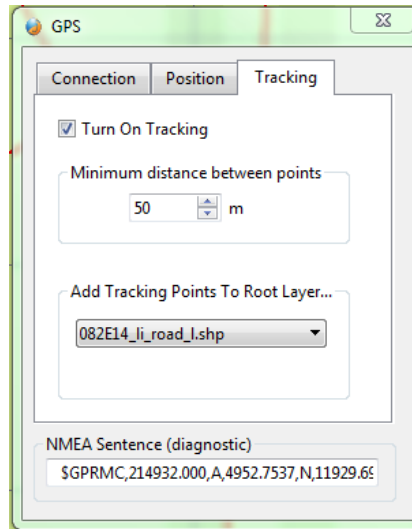 GPS
Connection Position Tracking
Turn On Tracking
Minimum distance between points
50 m
Add Tracking Points To Root Layer...
082E14_li_road_l.shp
NMEA Sentence (diagnostic)
$GPRMC,214932.000,A,4952.7537,N,11929.69